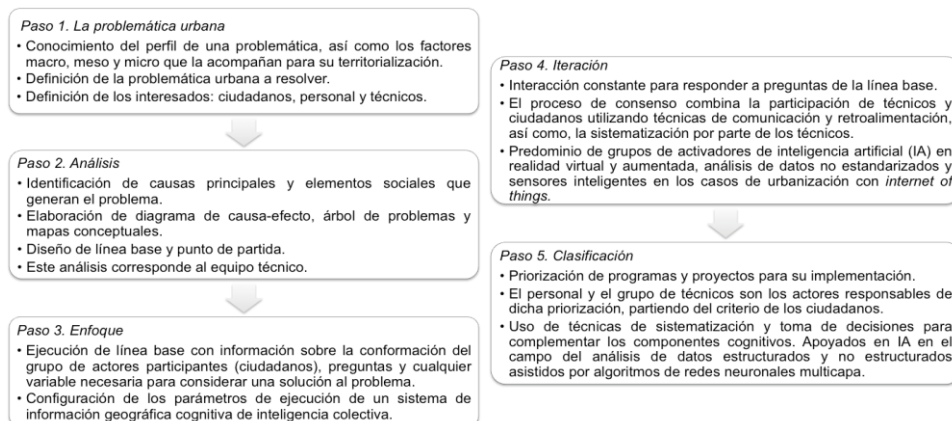 Paso 1. La problemática urbana
• Conocimiento del perfil de una problemática, así como los factores
macro, meso y micro que la acompañan para su territorialización.
• Definición de la problemática urbana a resolver.
• Definición de los interesados: ciudadanos, personal y técnicos.
Paso 2. Análisis
• Identificación de causas principales y elementos sociales que
generan el problema.
• Elaboración de diagrama de causa-efecto, árbol de problemas y
mapas conceptuales.
• Diseño de línea base y punto de partida.
• Este análisis corresponde al equipo técnico.
Paso 3. Enfoque
• Ejecución de línea base con información sobre la conformación del
grupo de actores participantes (ciudadanos), preguntas y cualquier
variable necesaria para considerar una solución al problema.
• Configuración de los parámetros de ejecución de un sistema de
información geográfica cognitiva de inteligencia colectiva.
Paso 4. Iteración
• Interacción constante para responder a preguntas de la línea base.
• El proceso de consenso combina la participación de técnicos y
ciudadanos utilizando técnicas de comunicación y retroalimentación,
así como, la sistematización por parte de los técnicos.
• Predominio de grupos de activadores de inteligencia artificial (IA) en
realidad virtual y aumentada, análisis de datos no estandarizados y
sensores inteligentes en los casos de urbanización con internet of
things.
Paso 5. Clasificación
• Priorización de programas y proyectos para su implementación.
• El personal y el grupo de técnicos son los actores responsables de
dicha priorización, partiendo del criterio de los ciudadanos.
• Uso de técnicas de sistematización y toma de decisiones para
complementar los componentes cognitivos. Apoyados en IA en el
campo del análisis de datos estructurados y no estructurados
asistidos por algoritmos de redes neuronales multicapa.